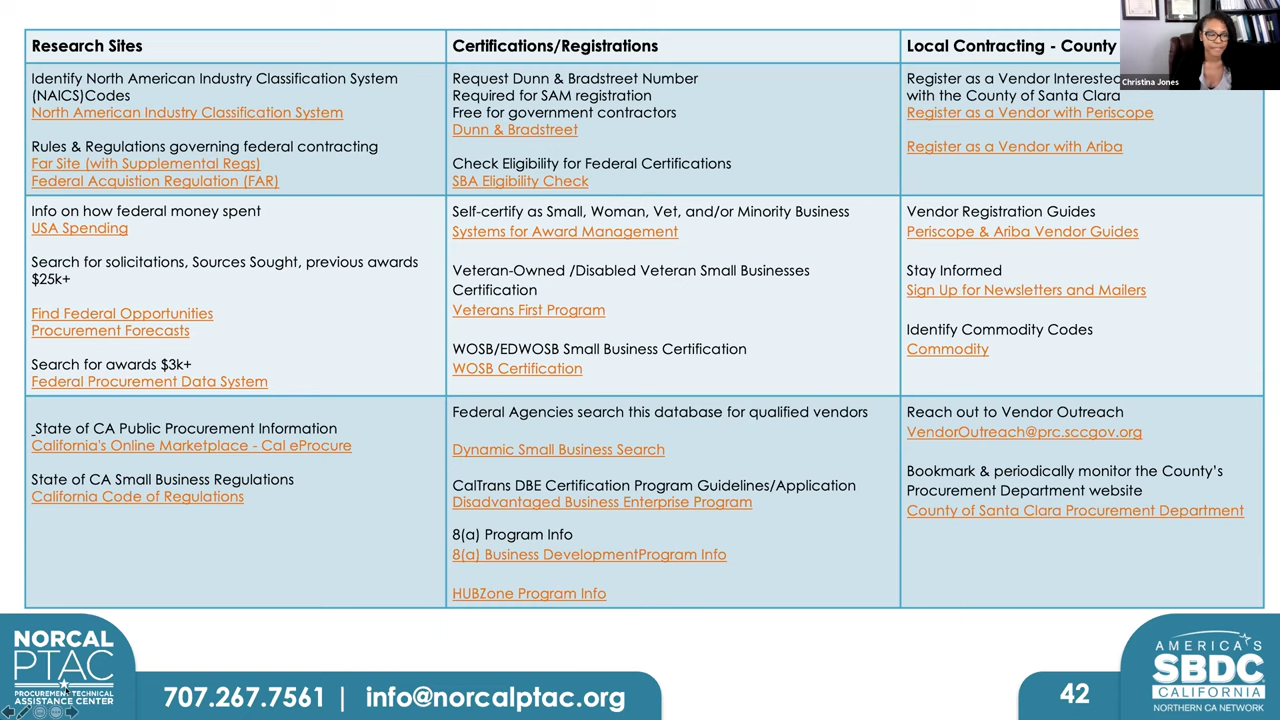 Research Sites
Identify North American Industry Classification System
(NAICS)Codes
North American Industry Classification System
Rules & Regulations governing federal contracting
Far Site (with Supplemental Regs)
Federal Acquistion Regulation (FAR)
Info on how federal money spent
USA Spending
Search for solicitations, Sources Sought, previous awards
$25k+
Find Federal Opportunities
Procurement Forecasts
Search for awards $3k+
Federal Procurement Data System
State of CA Public Procurement Information
California's Online Marketplace - Cal eProcure
State of CA Small Business Regulations
California Code of Regulations
Certifications/Registrations
Request Dunn & Bradstreet Number
Required for SAM registration
Free for government contractors
Dunn & Bradstreet
Check Eligibility for Federal Certifications
SBA Eligibility Check
Self-certify as Small, Woman, Vet, and/or Minority Business
Systems for Award Management
Veteran-Owned /Disabled Veteran Small Businesses
Certification
Veterans First Program
WOSB/EDWOSB Small Business Certification
WOSB Certification
Federal Agencies search this database for qualified vendors
Dynamic Small Business Search
CalTrans DBE Certification Program Guidelines/Application
Disadvantaged Business Enterprise Program
8(a) Program Info
8(a) Business DevelopmentProgram Info
HUBZone Program Info
Local Contracting - County
Register as a Vendor Interested
with the County of Santa Clara
Register as a Vendor with Periscope
Register as a Vendor with Ariba
Vendor Registration Guides
Periscope & Ariba Vendor Guides
Stay Informed
Sign Up for Newsletters and Mailers
Identify Commodity Codes
Commodity
Reach out to Vendor Outreach
VendorOutreach@prc.sccgov.org
Bookmark & periodically monitor the County's
Procurement Department website
County of Santa Clara Procurement Department
Christina Jones
NORCAL
PTAC
PROCUREMENT TECHNICAL
ASSISTANCE CENTER
707.267.7561 | info@norcalptac.org
42
AMERICA'S
SBDC
CALIFORNIA
NORTHERN CA NETWORK